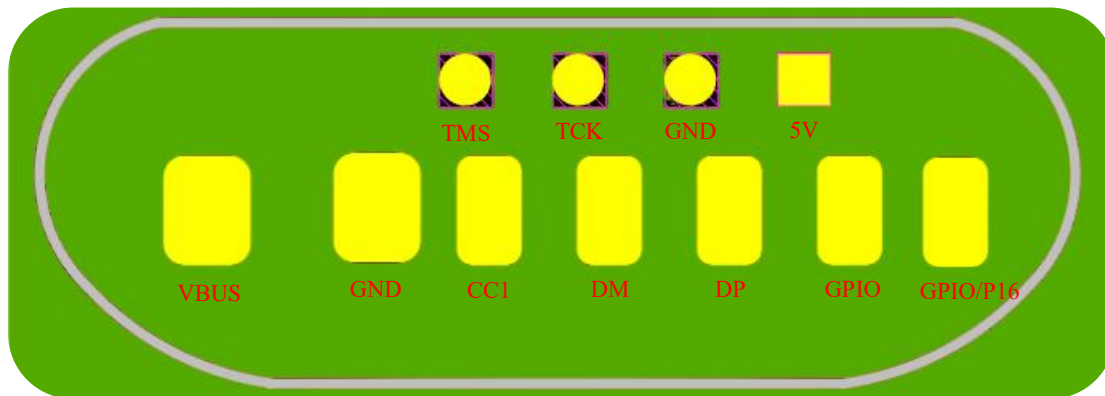 TMS TCK GND 5V
VBUS GND CC1 DM DP GPIO GPIO/P16